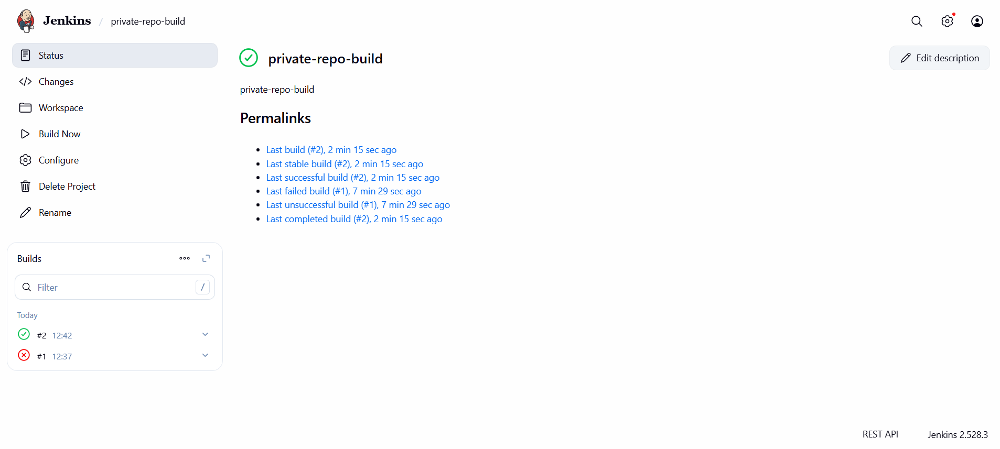 Jenkins / private-repo-build
Status
Changes
Workspace
Build Now
Configure
Delete Project
Rename
Builds
Filter /
Today
#2 12:42
#1 12:37
private-repo-build
Edit description
private-repo-build
Permalinks
Last build (#2), 2 min 15 sec ago
Last stable build (#2), 2 min 15 sec ago
Last successful build (#2), 2 min 15 sec ago
Last failed build (#1), 7 min 29 sec ago
Last unsuccessful build (#1), 7 min 29 sec ago
Last completed build (#2), 2 min 15 sec ago
REST API
Jenkins 2.528.3